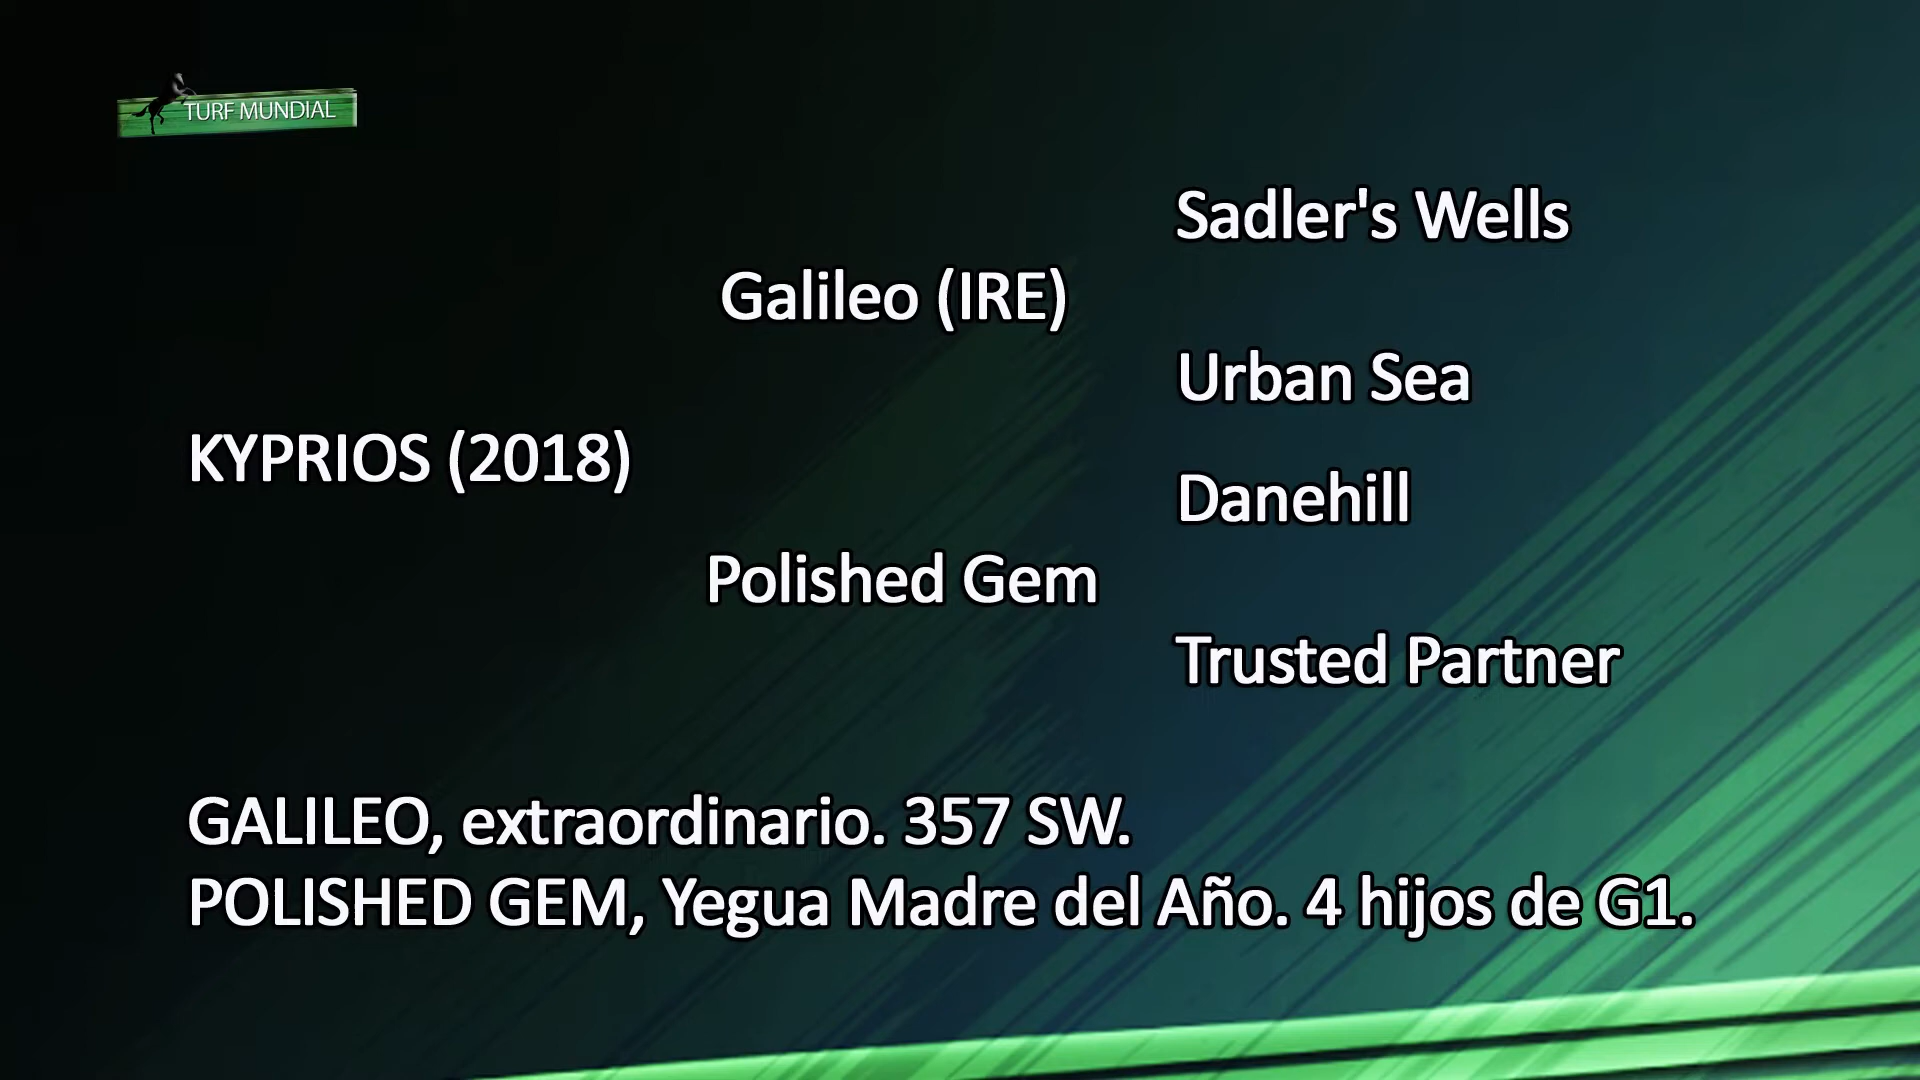 TURF MUNDIAL
Sadler's Wells
Galileo (IRE)
Urban Sea
KYPRIOS (2018)
Danehill
Polished Gem
Trusted Partner
GALILEO, extraordinario. 357 SW.
POLISHED GEM, Yegua Madre del Año. 4 hijos de G1.